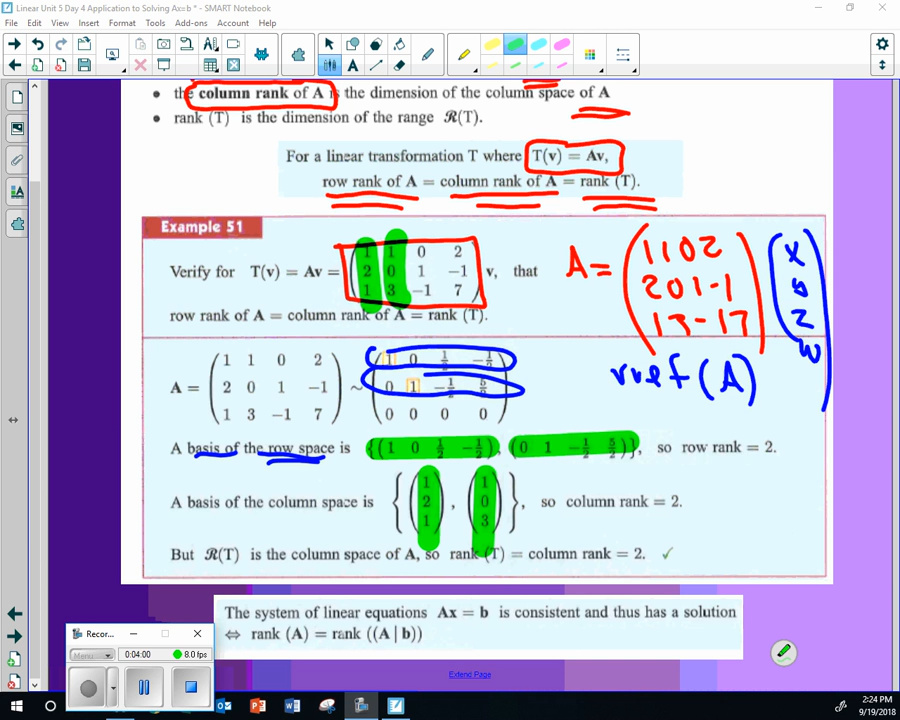 Linear Unit 5 Day 4 Application to Solving Ax=b * - SMART Notebook
File Edit View Insert Format Tools Add-ons Account Help
• the column rank of A is the dimension of the column space of A
• rank (T) is the dimension of the range ℛ(T).
For a linear transformation T where T(v) = Av,
row rank of A = column rank of A = rank (T).
Example 51
Verify for T(v) = Av = ( 1 1 0 2
2 0 1 −1
1 3 −1 7 ) v, that
row rank of A = column rank of A = rank (T).
A = ( 1 1 0 2
2 0 1 -1
1 3 -1 7 )
( x
y
z
w )
rref(A)
A = ( 1 1 0 2
2 0 1 −1
1 3 −1 7 ) ~ ( 1 0 1/2 −1/2
0 1 −1/2 5/2
0 0 0 0 )
A basis of the row space is {(1 0 1/2 −1/2), (0 1 −1/2 5/2)}, so row rank = 2.
A basis of the column space is { ( 1
2
1 ) , ( 1
0
3 ) }, so column rank = 2.
But ℛ(T) is the column space of A, so rank (T) = column rank = 2. ✓
The system of linear equations Ax = b is consistent and thus has a solution
⇔ rank (A) = rank ((A | b))
Recor...
Menu
0:04:00 8.0 fps
Extend Page
2:24 PM
9/19/2018